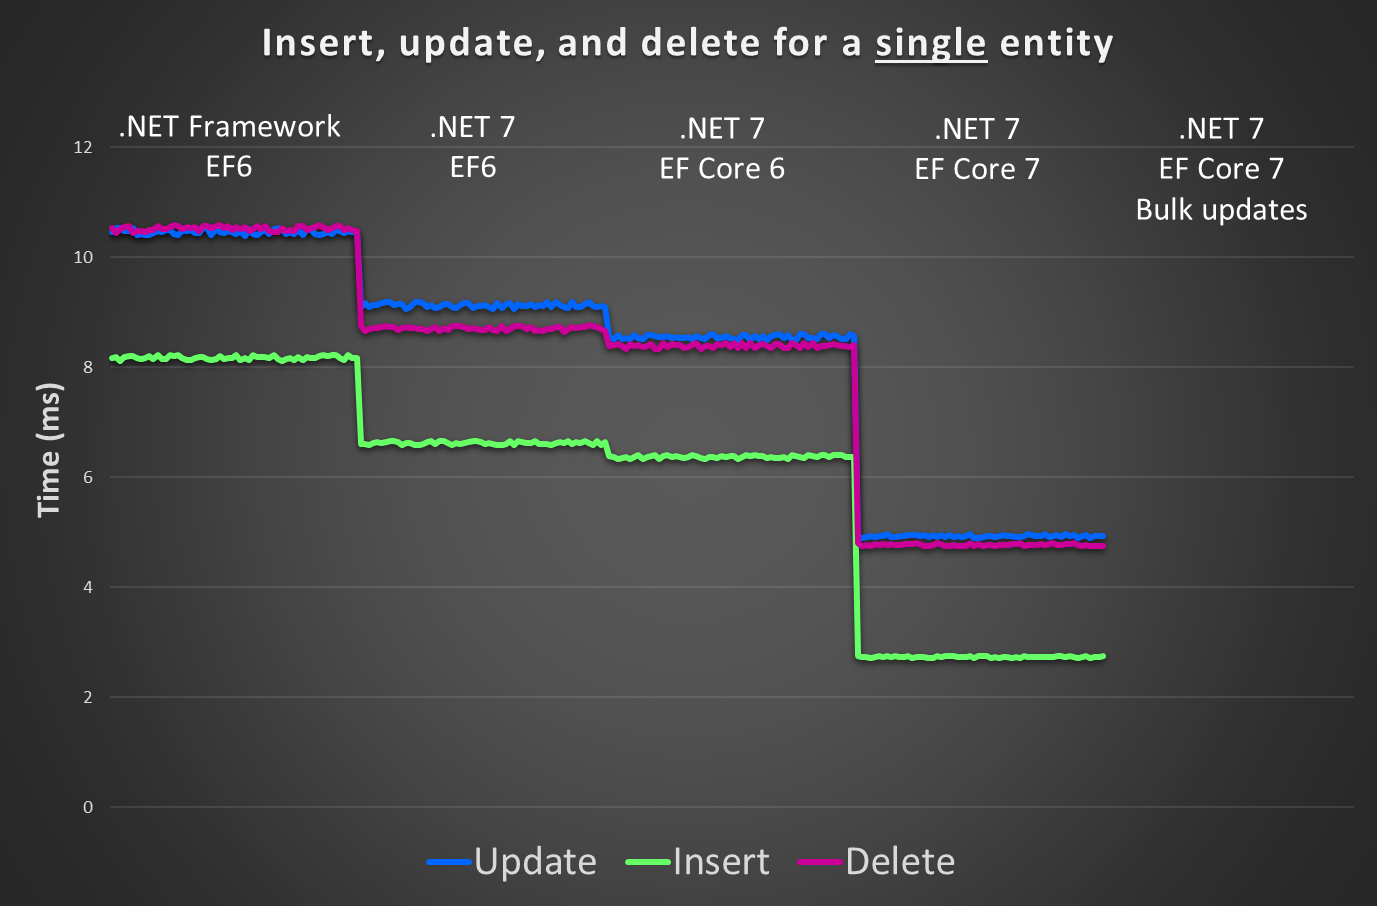 Insert, update, and delete for a single entity
.NET Framework
EF6
.NET 7
EF6
.NET 7
EF Core 6
.NET 7
EF Core 7
.NET 7
EF Core 7
Bulk updates
Time (ms)
12
10
8
6
4
2
0
Update
Insert
Delete